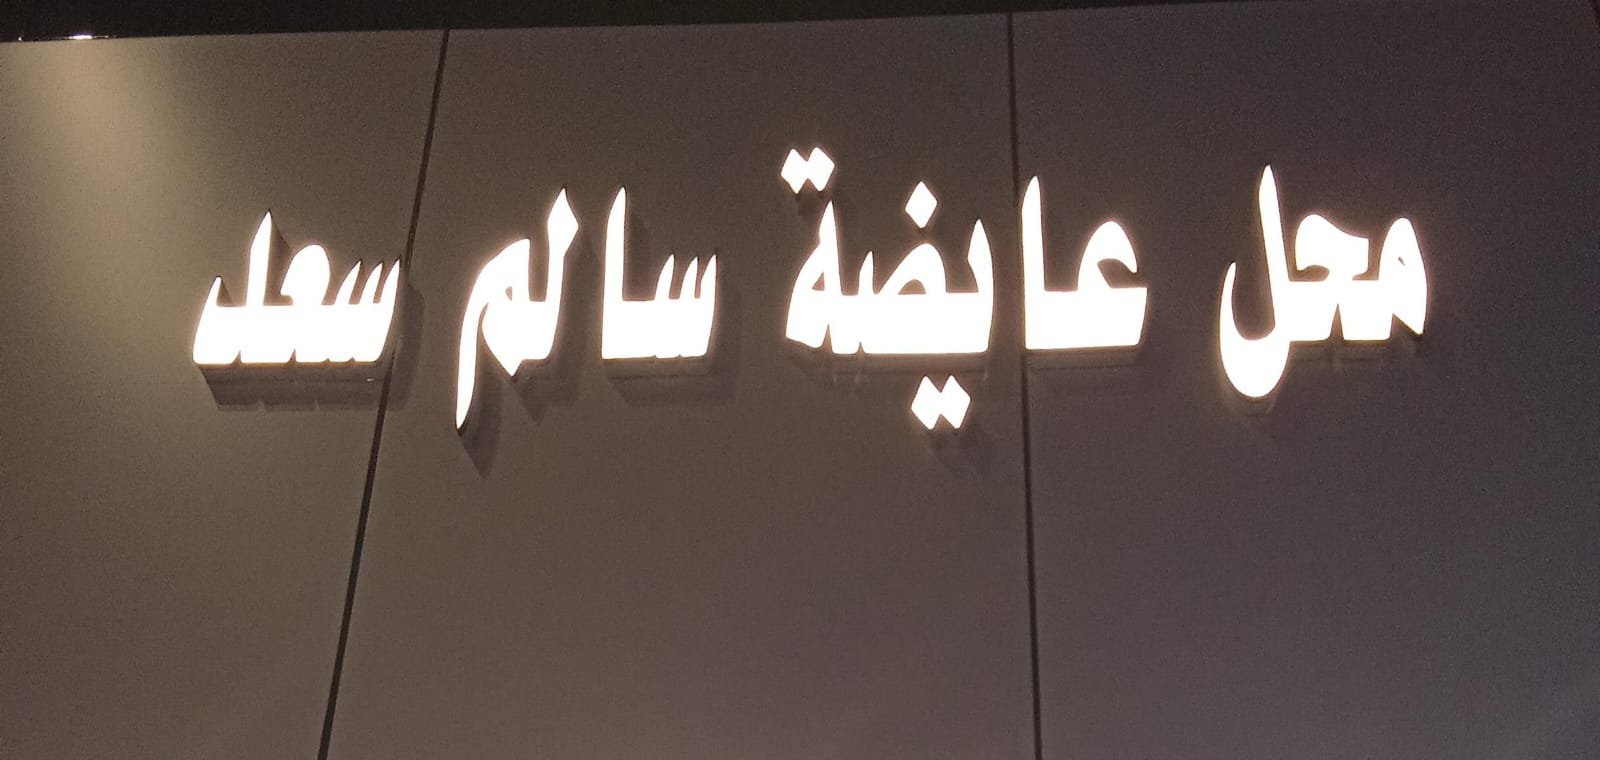 محل عايضة سالم سعد